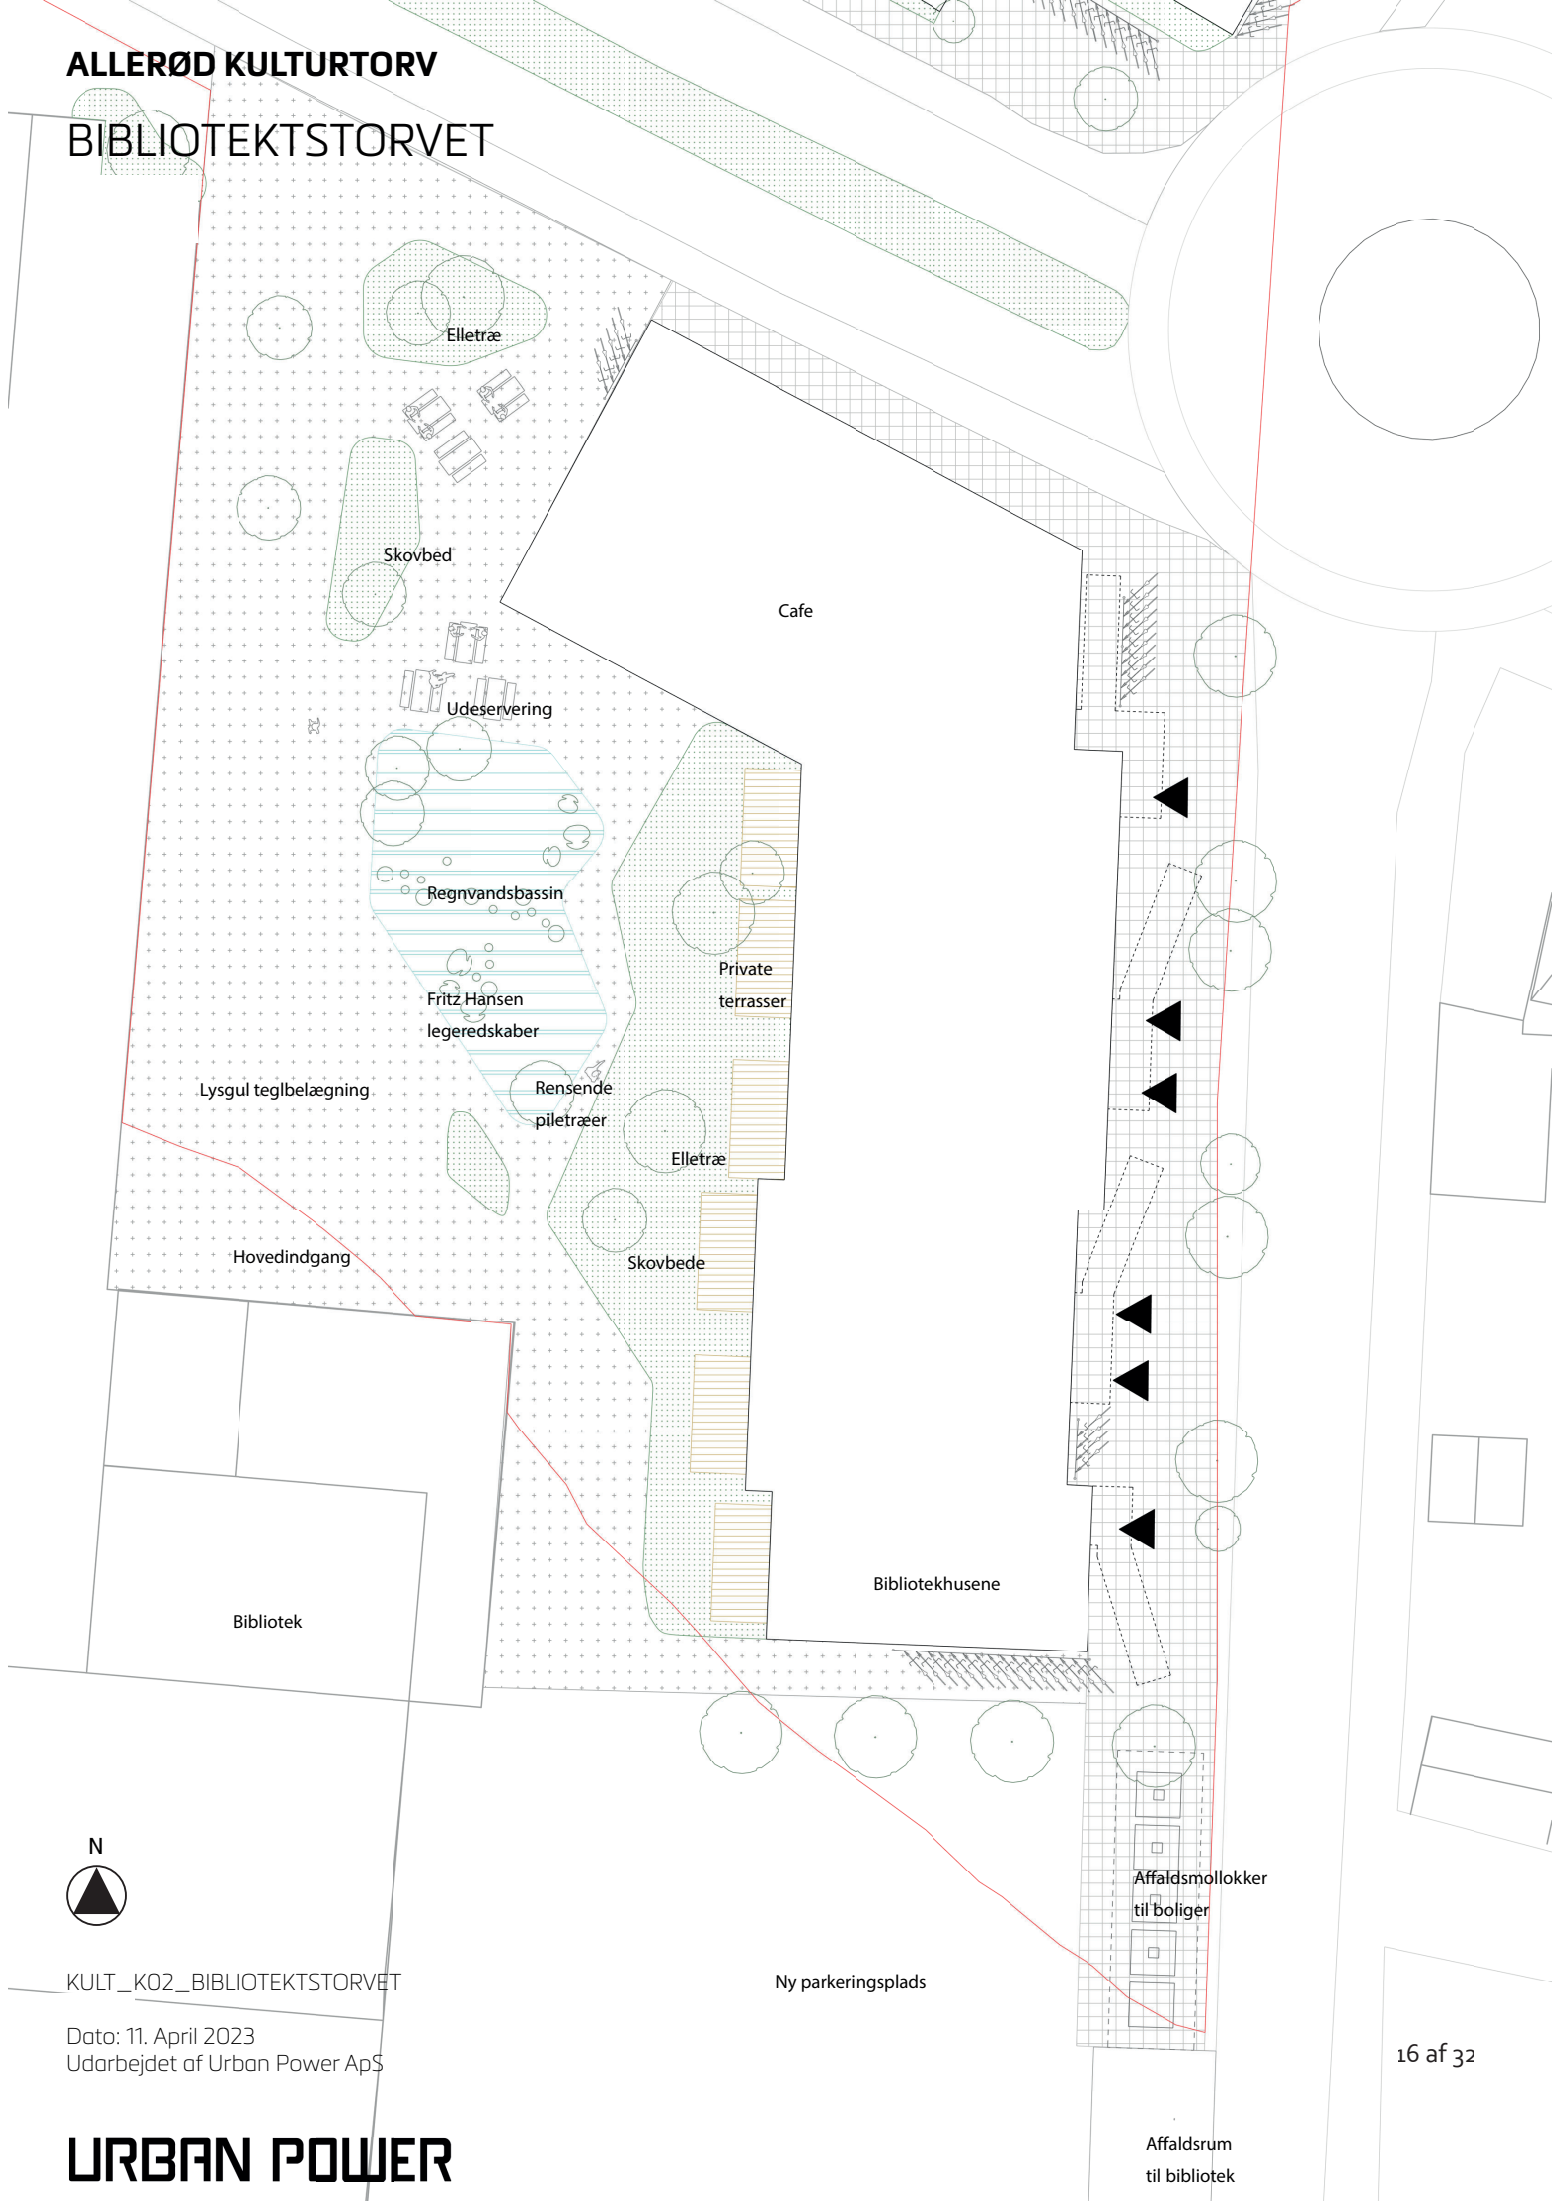 ALLERØD KULTURTORV
BIBLIOTEKTSTORVET
Elletræ
Skovbed
Cafe
Udeservering
Regnvandsbassin
Private
terrasser
Fritz Hansen
legeredskaber
Lysgul teglbelægning
Rensende
piletræer
Elletræ
Hovedindgang
Skovbede
Bibliotekhusene
Bibliotek
N
Affaldsmollokker
til boliger
Ny parkeringsplads
KULT_K02_BIBLIOTEKTSTORVET
Dato: 11. April 2023
Udarbejdet af Urban Power ApS
16 af 32
URBAN POWER
Affaldsrum
til bibliotek